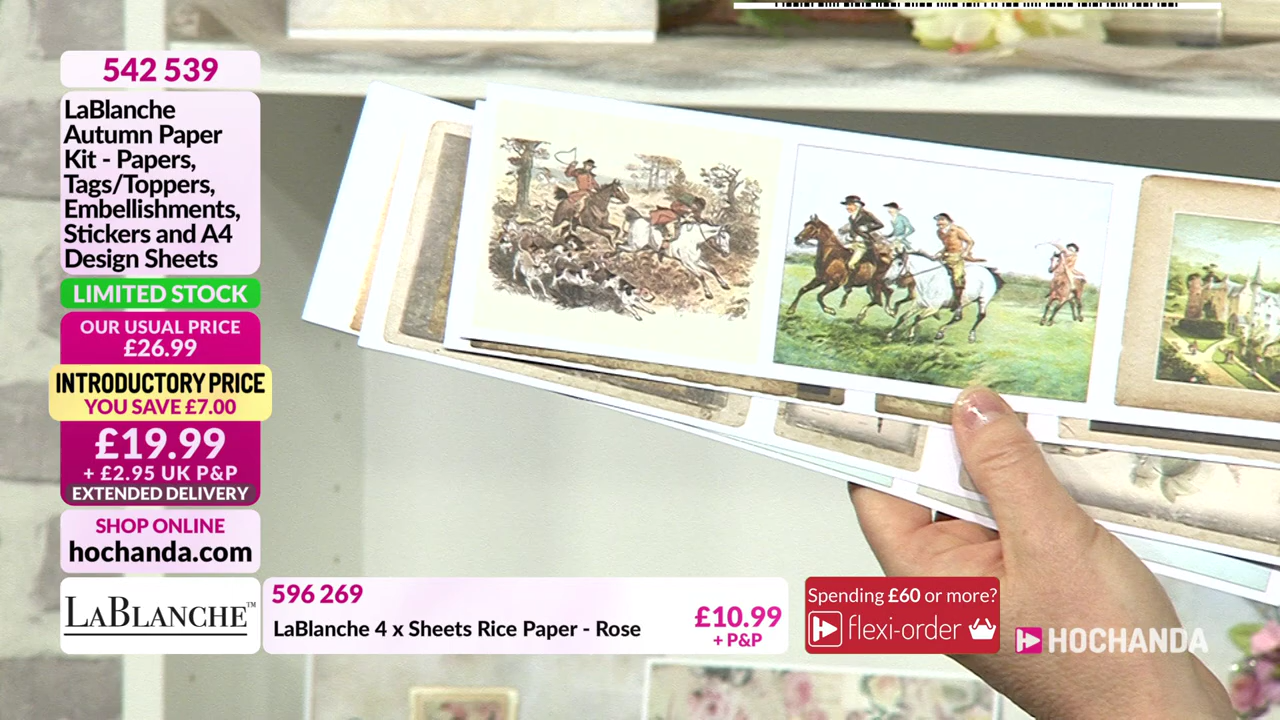 542 539
LaBlanche
Autumn Paper
Kit - Papers,
Tags/Toppers,
Embellishments,
Stickers and A4
Design Sheets
LIMITED STOCK
OUR USUAL PRICE
£26.99
INTRODUCTORY PRICE
YOU SAVE £7.00
£19.99
+ £2.95 UK P&P
EXTENDED DELIVERY
SHOP ONLINE
hochanda.com
LABLANCHE™
596 269
LaBlanche 4 x Sheets Rice Paper - Rose
£10.99
+ P&P
Spending £60 or more?
flexi-order
HOCHANDA